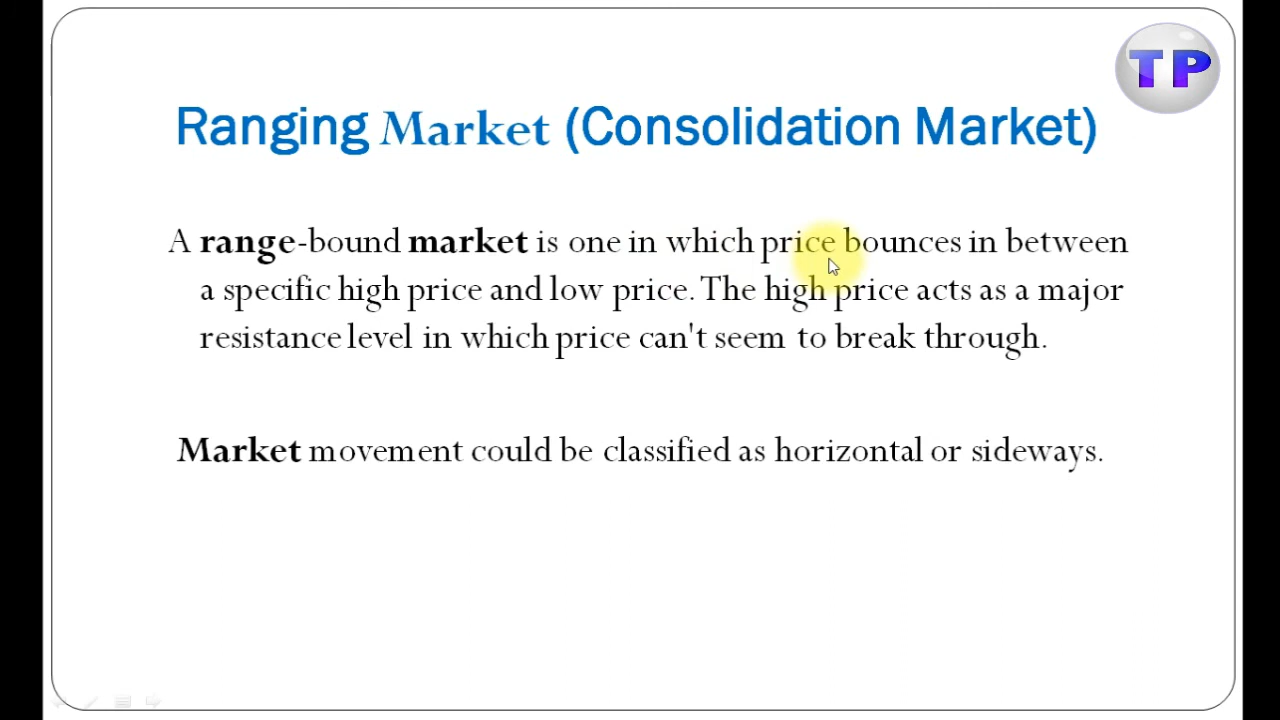 TP
Ranging Market (Consolidation Market)
A range-bound market is one in which price bounces in between
a specific high price and low price. The high price acts as a major
resistance level in which price can't seem to break through.
Market movement could be classified as horizontal or sideways.